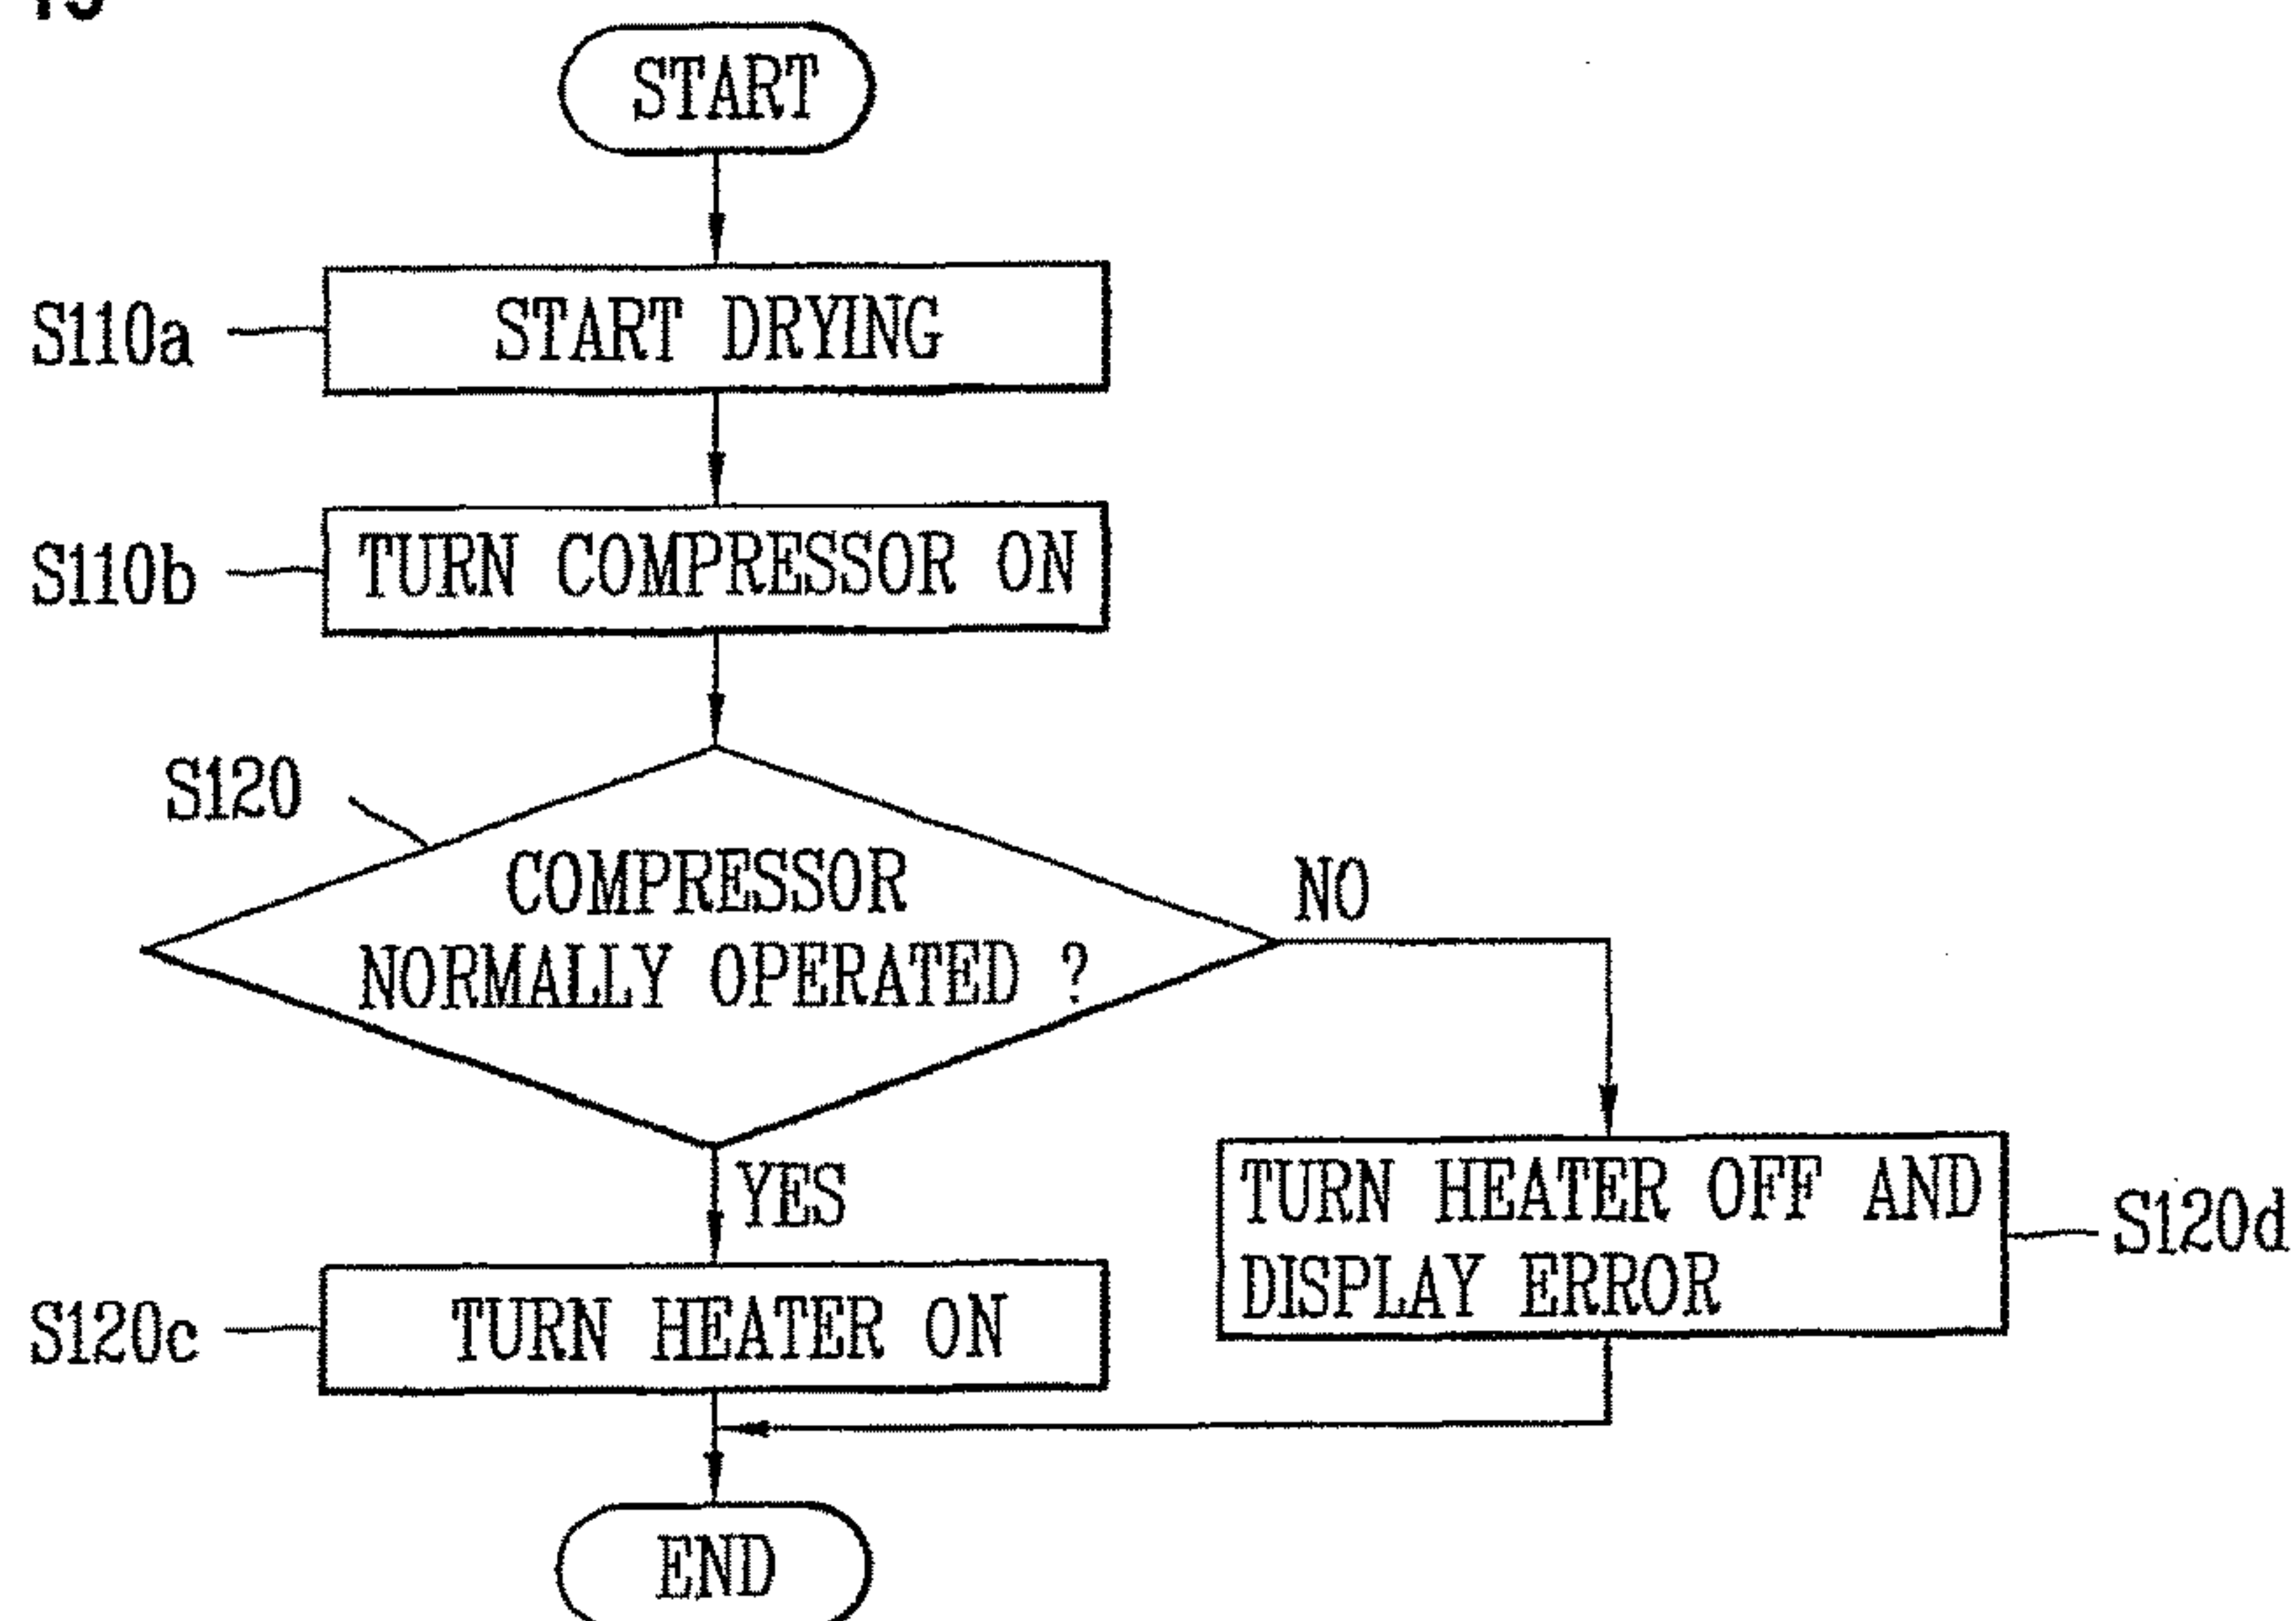 START
S110a
START DRYING
S110b
TURN COMPRESSOR ON
S120
COMPRESSOR
NORMALLY OPERATED ?
NO
YES
TURN HEATER OFF AND
DISPLAY ERROR
S120d
S120c
TURN HEATER ON
END